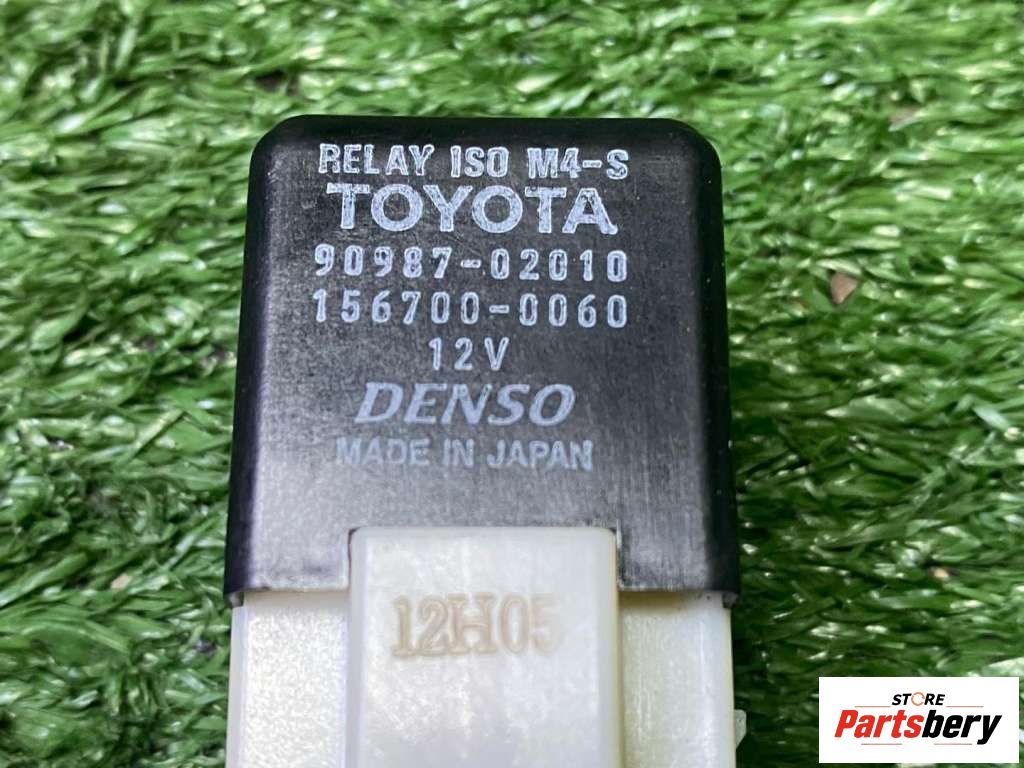 RELAY ISO M4-S
TOYOTA
90987-02010
156700-0060
12V
DENSO
MADE IN JAPAN
12H05
STORE
Partsbery